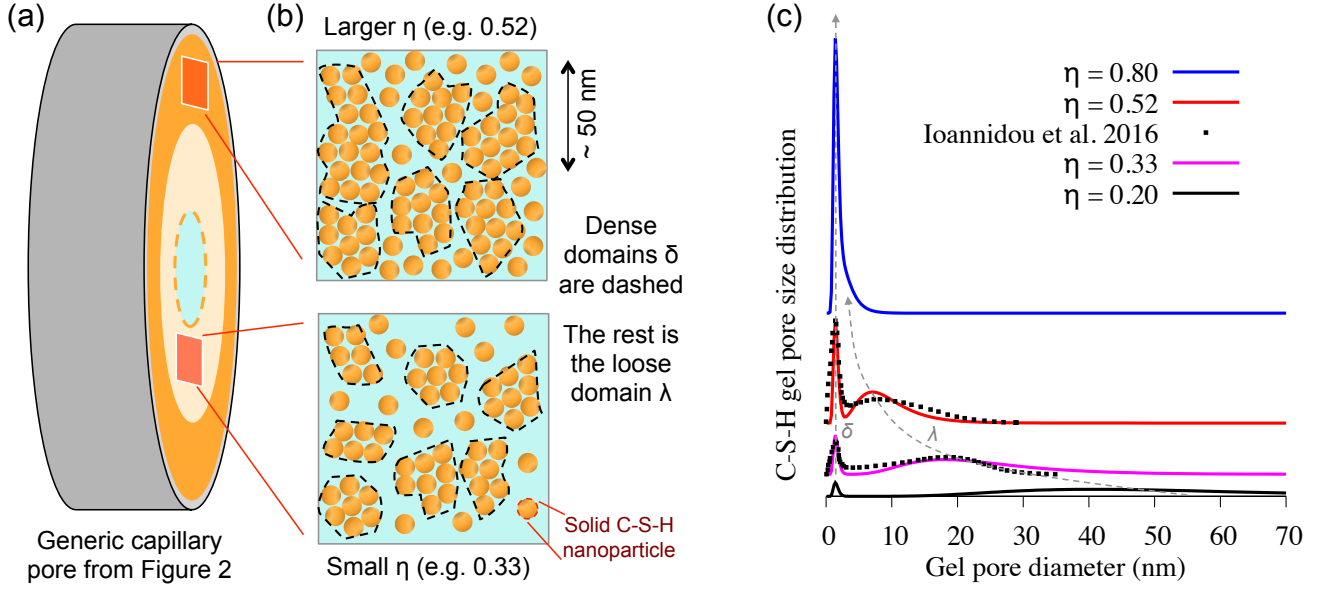 (a)
(b)
(c)
Larger η (e.g. 0.52)
~ 50 nm
Dense
domains δ
are dashed
The rest is
the loose
domain λ
Solid C-S-H
nanoparticle
Small η (e.g. 0.33)
Generic capillary
pore from Figure 2
C-S-H gel pore size distribution
η = 0.80
η = 0.52
Ioannidou et al. 2016
η = 0.33
η = 0.20
δ
λ
0 10 20 30 40 50 60 70
Gel pore diameter (nm)